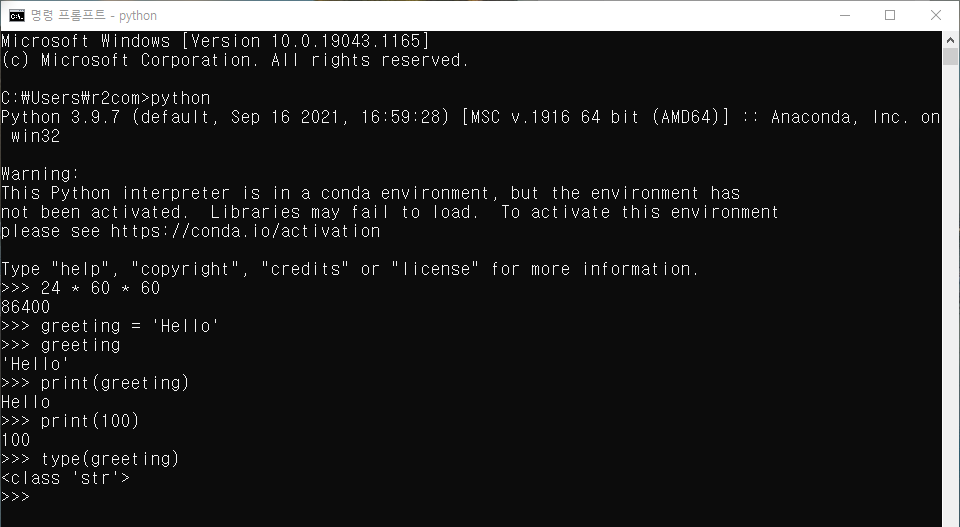 명령 프롬프트 - python
Microsoft Windows [Version 10.0.19043.1165]
(c) Microsoft Corporation. All rights reserved.
C:₩Users₩r2com>python
Python 3.9.7 (default, Sep 16 2021, 16:59:28) [MSC v.1916 64 bit (AMD64)] :: Anaconda, Inc. on
 win32
Warning:
This Python interpreter is in a conda environment, but the environment has
not been activated.  Libraries may fail to load.  To activate this environment
please see https://conda.io/activation
Type "help", "copyright", "credits" or "license" for more information.
>>> 24 * 60 * 60
86400
>>> greeting = 'Hello'
>>> greeting
'Hello'
>>> print(greeting)
Hello
>>> print(100)
100
>>> type(greeting)
<class 'str'>
>>>